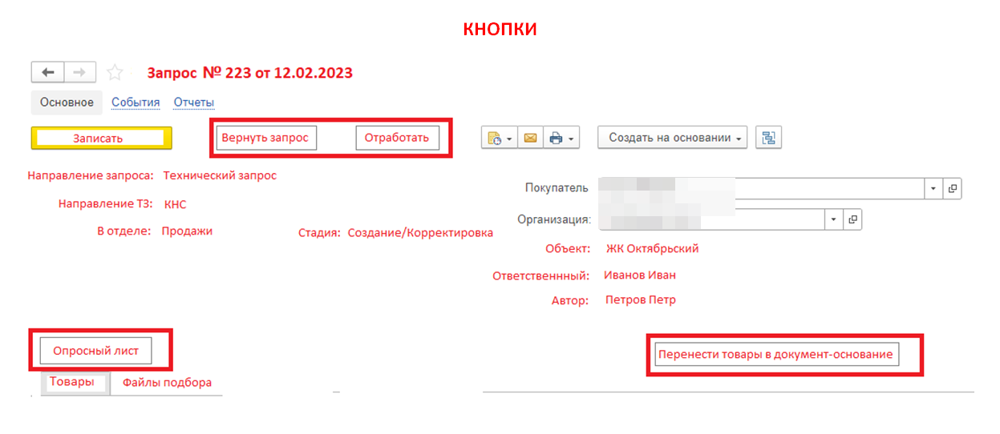 КНОПКИ
Запрос № 223 от 12.02.2023
Основное События Отчеты
Записать Вернуть запрос Отработать Создать на основании
Направление запроса: Технический запрос
Покупатель
Направление ТЗ: КНС
Организация:
В отделе: Продажи Стадия: Создание/Корректировка
Объект: ЖК Октябрьский
Ответственнный: Иванов Иван
Автор: Петров Петр
Опросный лист Перенести товары в документ-основание
Товары Файлы подбора